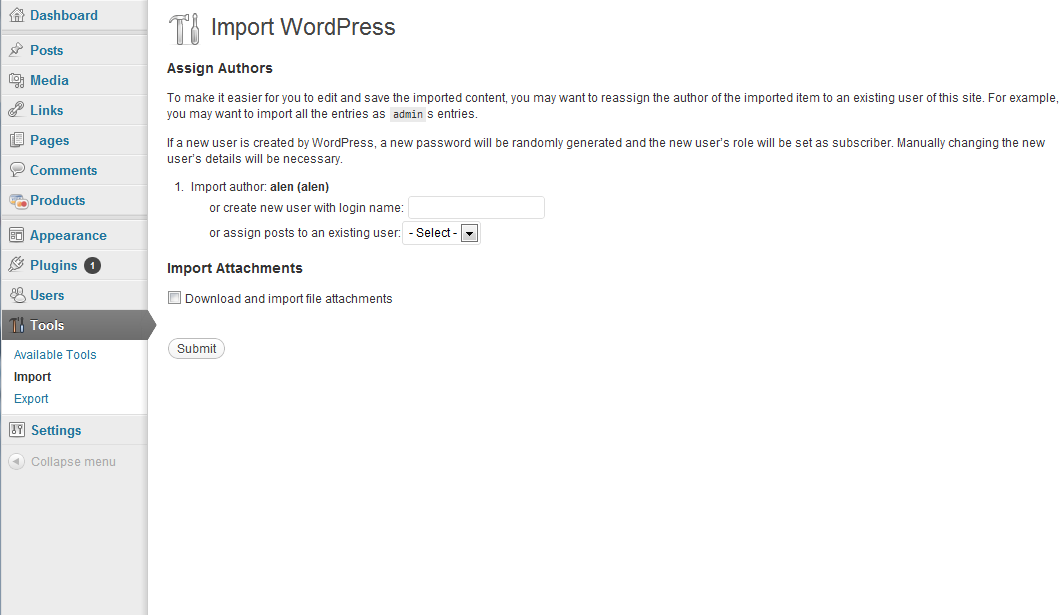 Dashboard
Posts
Media
Links
Pages
Comments
Products
Appearance
Plugins 1
Users
Tools
Available Tools
Import
Export
Settings
Collapse menu
Import WordPress
Assign Authors
To make it easier for you to edit and save the imported content, you may want to reassign the author of the imported item to an existing user of this site. For example,
you may want to import all the entries as admin s entries.
If a new user is created by WordPress, a new password will be randomly generated and the new user's role will be set as subscriber. Manually changing the new
user's details will be necessary.
1. Import author: alen (alen)
or create new user with login name:
or assign posts to an existing user: - Select -
Import Attachments
Download and import file attachments
Submit